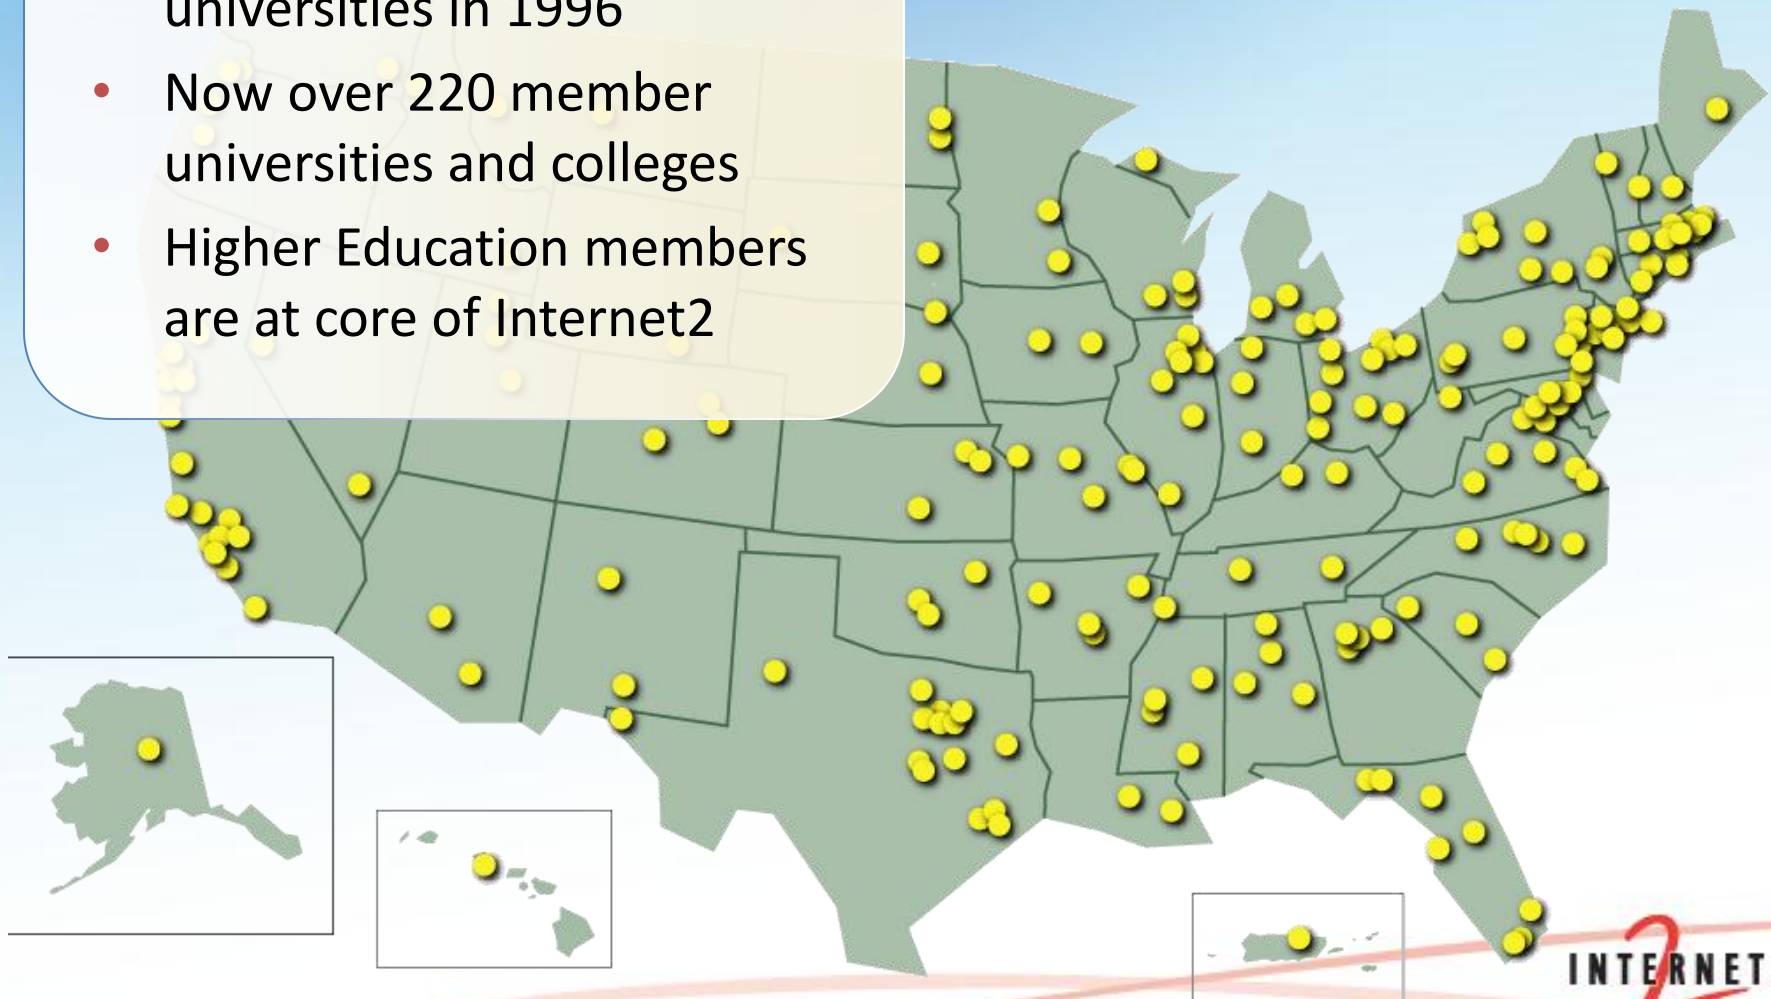 universities in 1996
• Now over 220 member
universities and colleges
• Higher Education members
are at core of Internet2
INTERNET
2